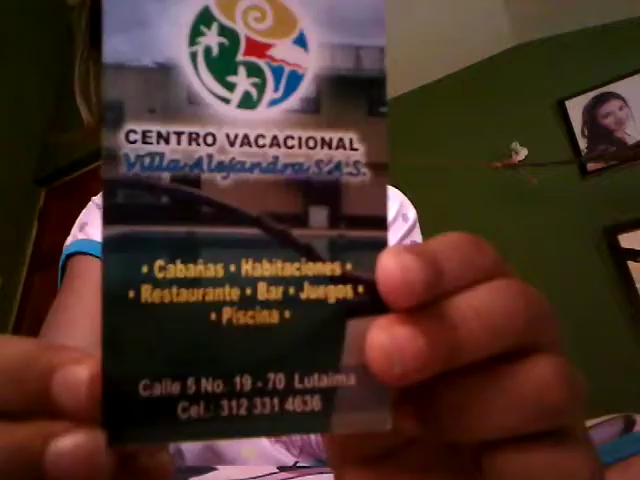 CENTRO VACACIONAL
Villa Alejandra S.A.S.
• Cabañas • Habitaciones •
• Restaurante • Bar • Juegos •
• Piscina •
Calle 5 No. 19 - 70 Lutaima
Cel.: 312 331 4636